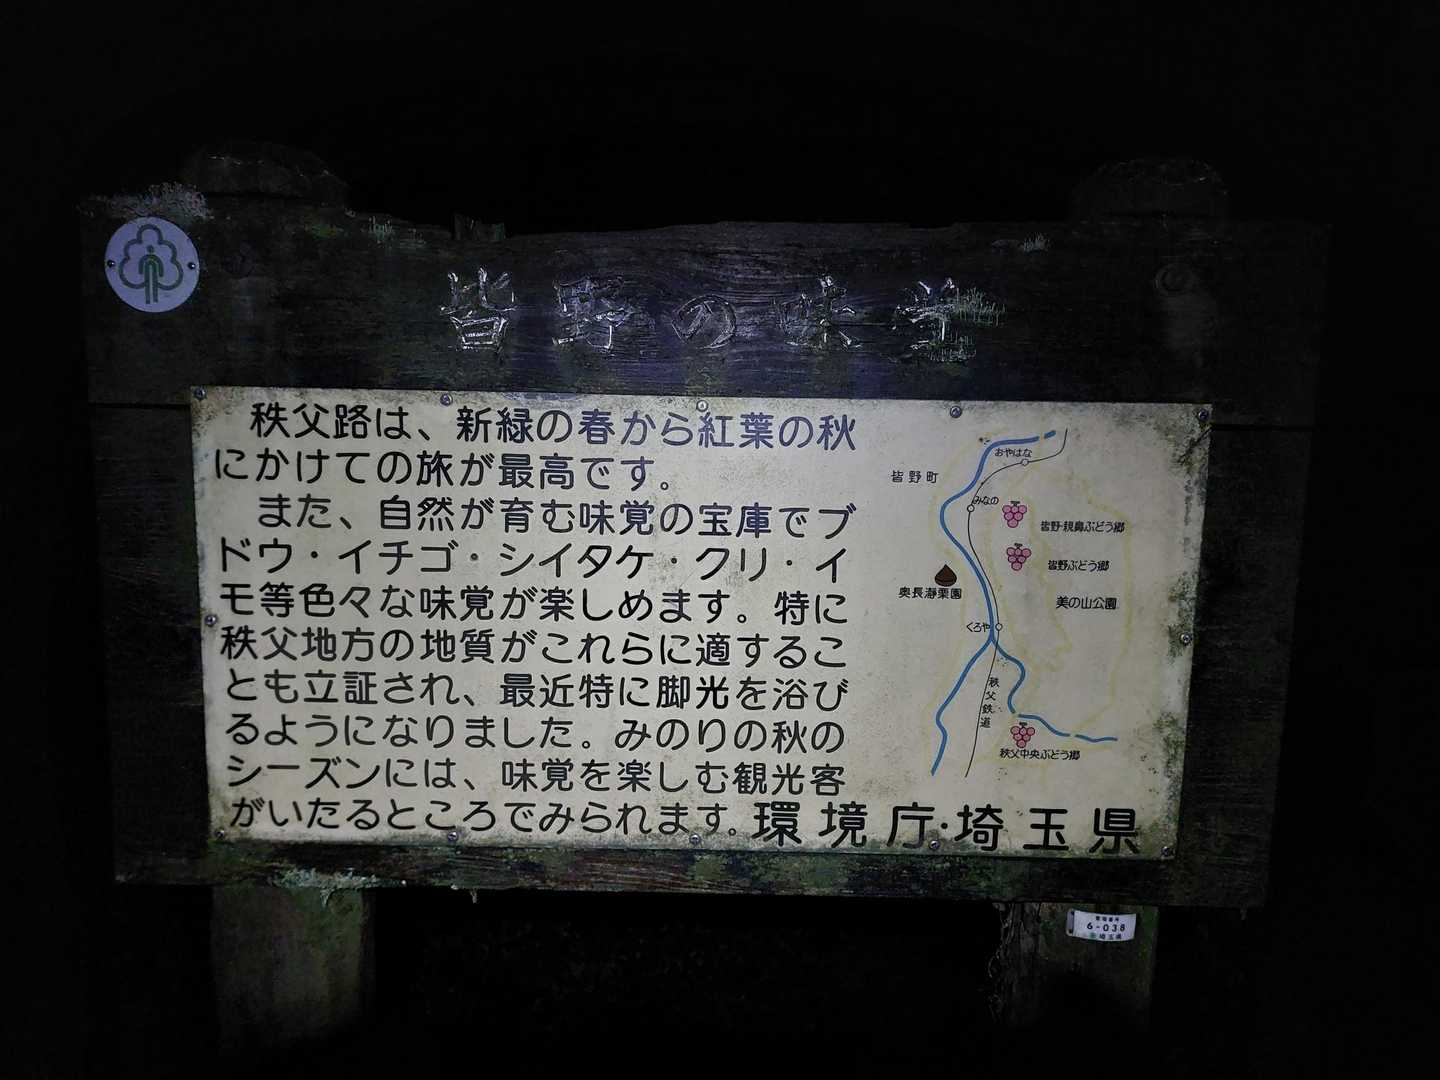 皆野の味覚
秩父路は、新緑の春から紅葉の秋
にかけての旅が最高です。
また、自然が育む味覚の宝庫でブ
ドウ・イチゴ・シイタケ・クリ・イ
モ等色々な味覚が楽しめます。特に
秩父地方の地質がこれらに適するこ
とも立証され、最近特に脚光を浴び
るようになりました。みのりの秋の
シーズンには、味覚を楽しむ観光客
がいたるところでみられます。
環境庁・埼玉県
おやはな
皆野町
みなの
皆野・親鼻ぶどう郷
皆野ぶどう郷
奥長瀞栗園
美の山公園
くろや
秩父鉄道
秩父中央ぶどう郷
整理番号
6-038
埼玉県